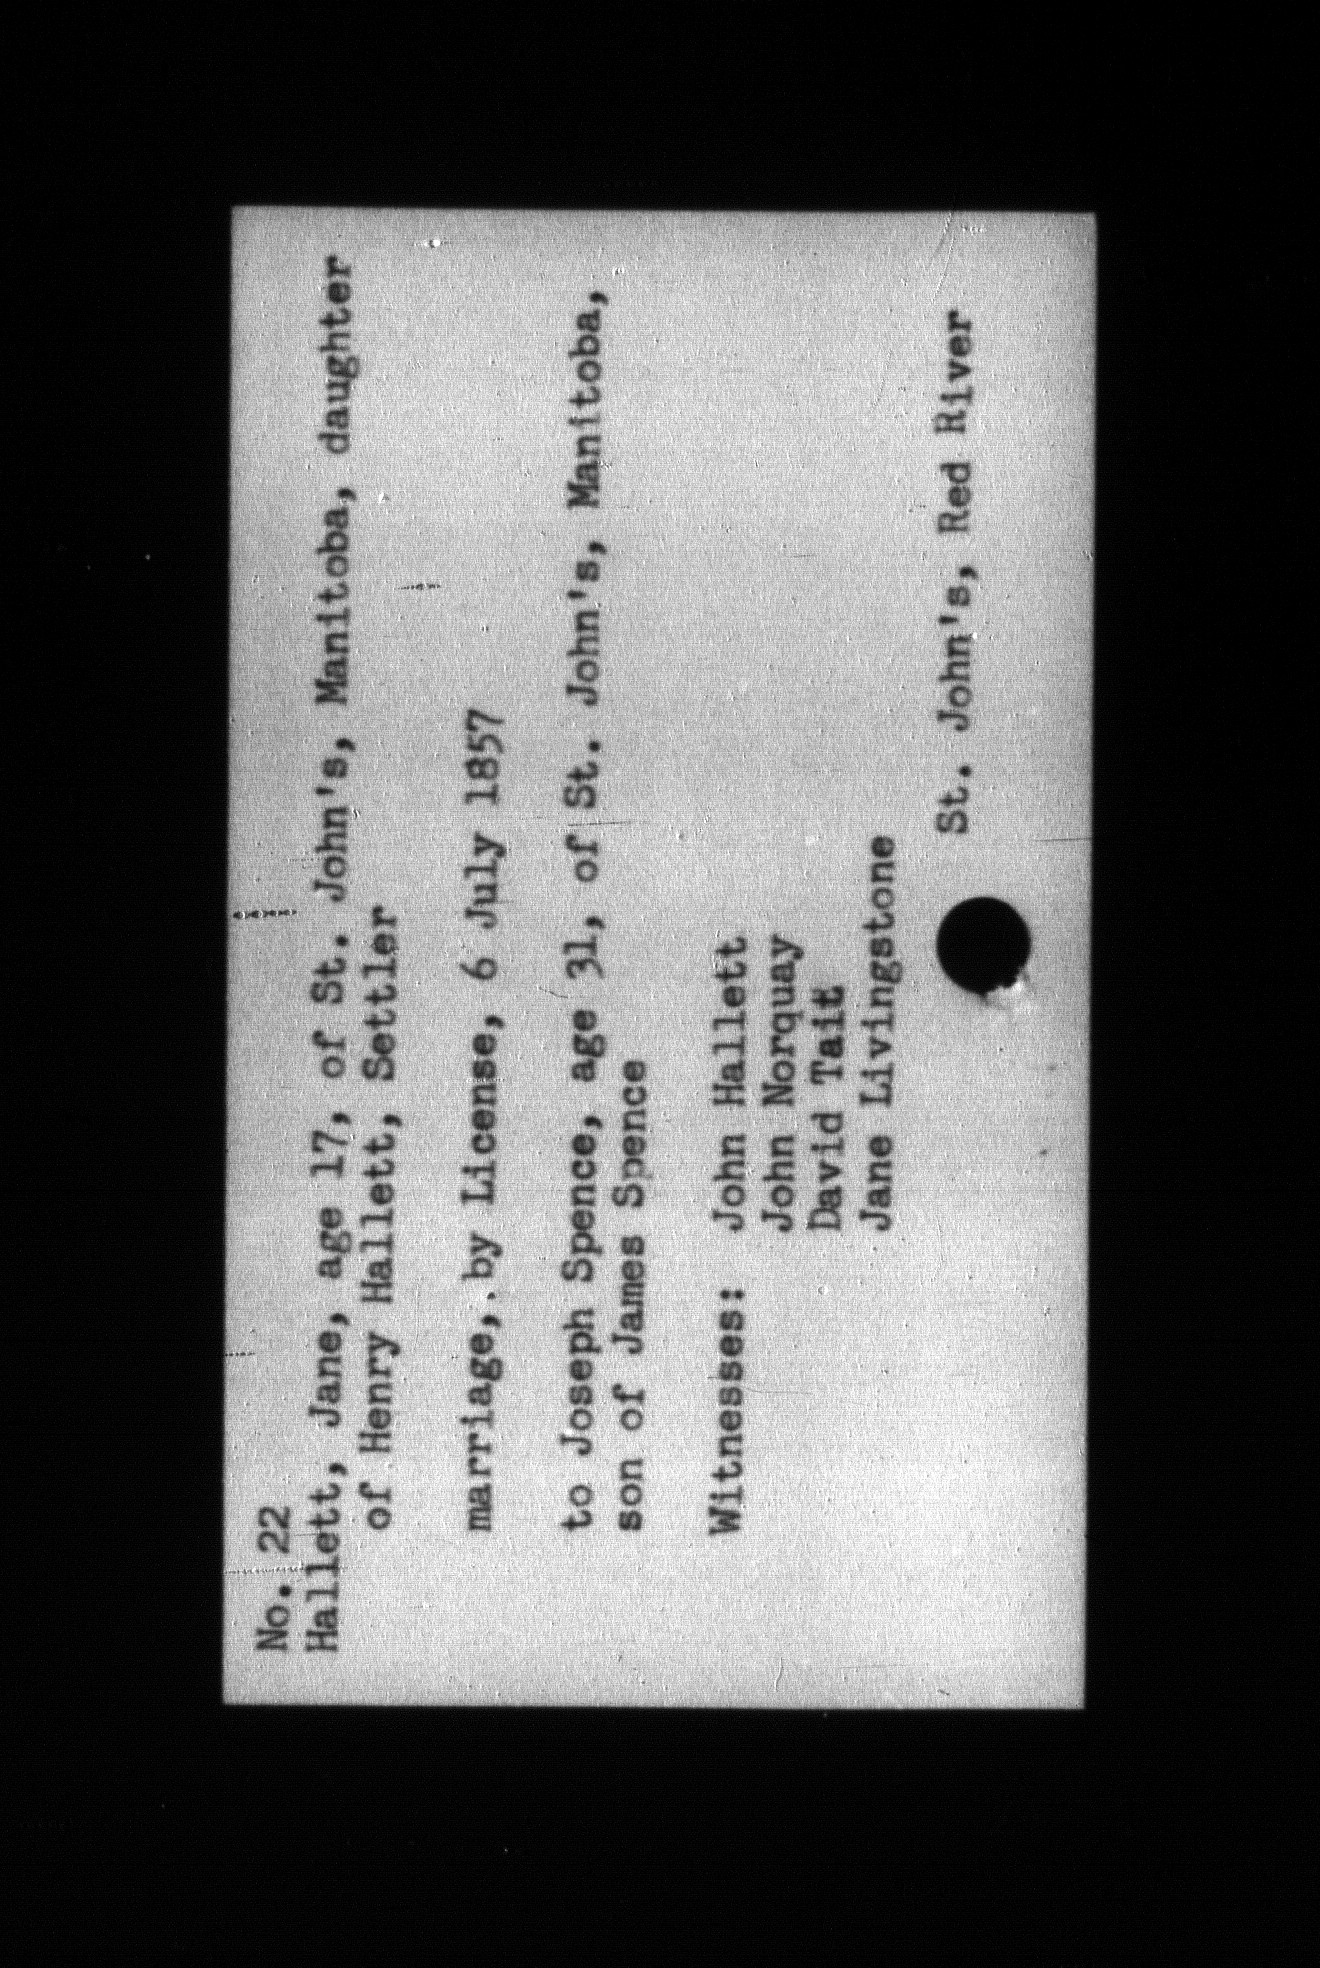 No. 22
Hallett, Jane, age 17, of St. John's, Manitoba, daughter
of Henry Hallett, Settler
marriage, by License, 6 July 1857
to Joseph Spence, age 31, of St. John's, Manitoba,
son of James Spence
Witnesses: John Hallett
John Norquay
David Tait
Jane Livingstone
St. John's, Red River